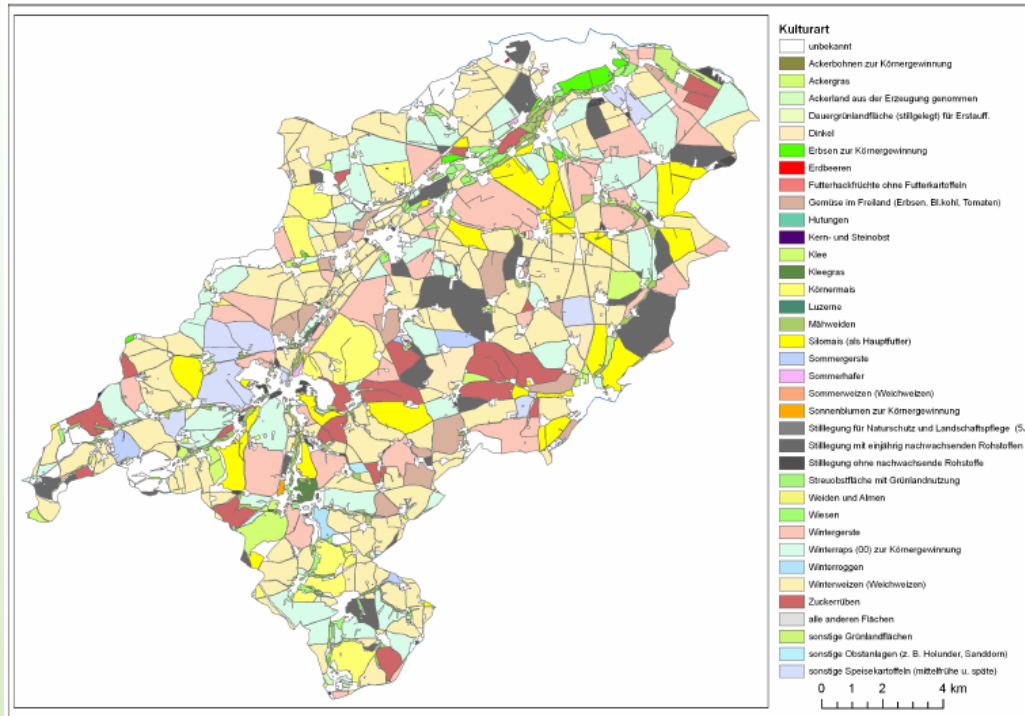 Kulturart
unbekannt
Ackerbohnen zur Körnergewinnung
Ackergras
Ackerland aus der Erzeugung genommen
Dauergrünlandfläche (stillgelegt) für Erstauff.
Dinkel
Erbsen zur Körnergewinnung
Erdbeeren
Futterhackfrüchte ohne Futterkartoffeln
Gemüse im Freiland (Erbsen, Bl.kohl, Tomaten)
Hutungen
Kern- und Steinobst
Klee
Kleegras
Körnermais
Luzerne
Mähweiden
Silomais (als Hauptfutter)
Sommergerste
Sommerhafer
Sommerweizen (Weichweizen)
Sonnenblumen zur Körnergewinnung
Stilllegung für Naturschutz und Landschaftspflege (5.
Stilllegung mit einjährig nachwachsenden Rohstoffen
Stilllegung ohne nachwachsende Rohstoffe
Streuobstfläche mit Grünlandnutzung
Weiden und Almen
Wiesen
Wintergerste
Winterraps (00) zur Körnergewinnung
Winterroggen
Winterweizen (Weichweizen)
Zuckerrüben
alle anderen Flächen
sonstige Grünlandflächen
sonstige Obstanlagen (z. B. Holunder, Sanddorn)
sonstige Speisekartoffeln (mittelfrühe u. späte)
0 1 2 4 km